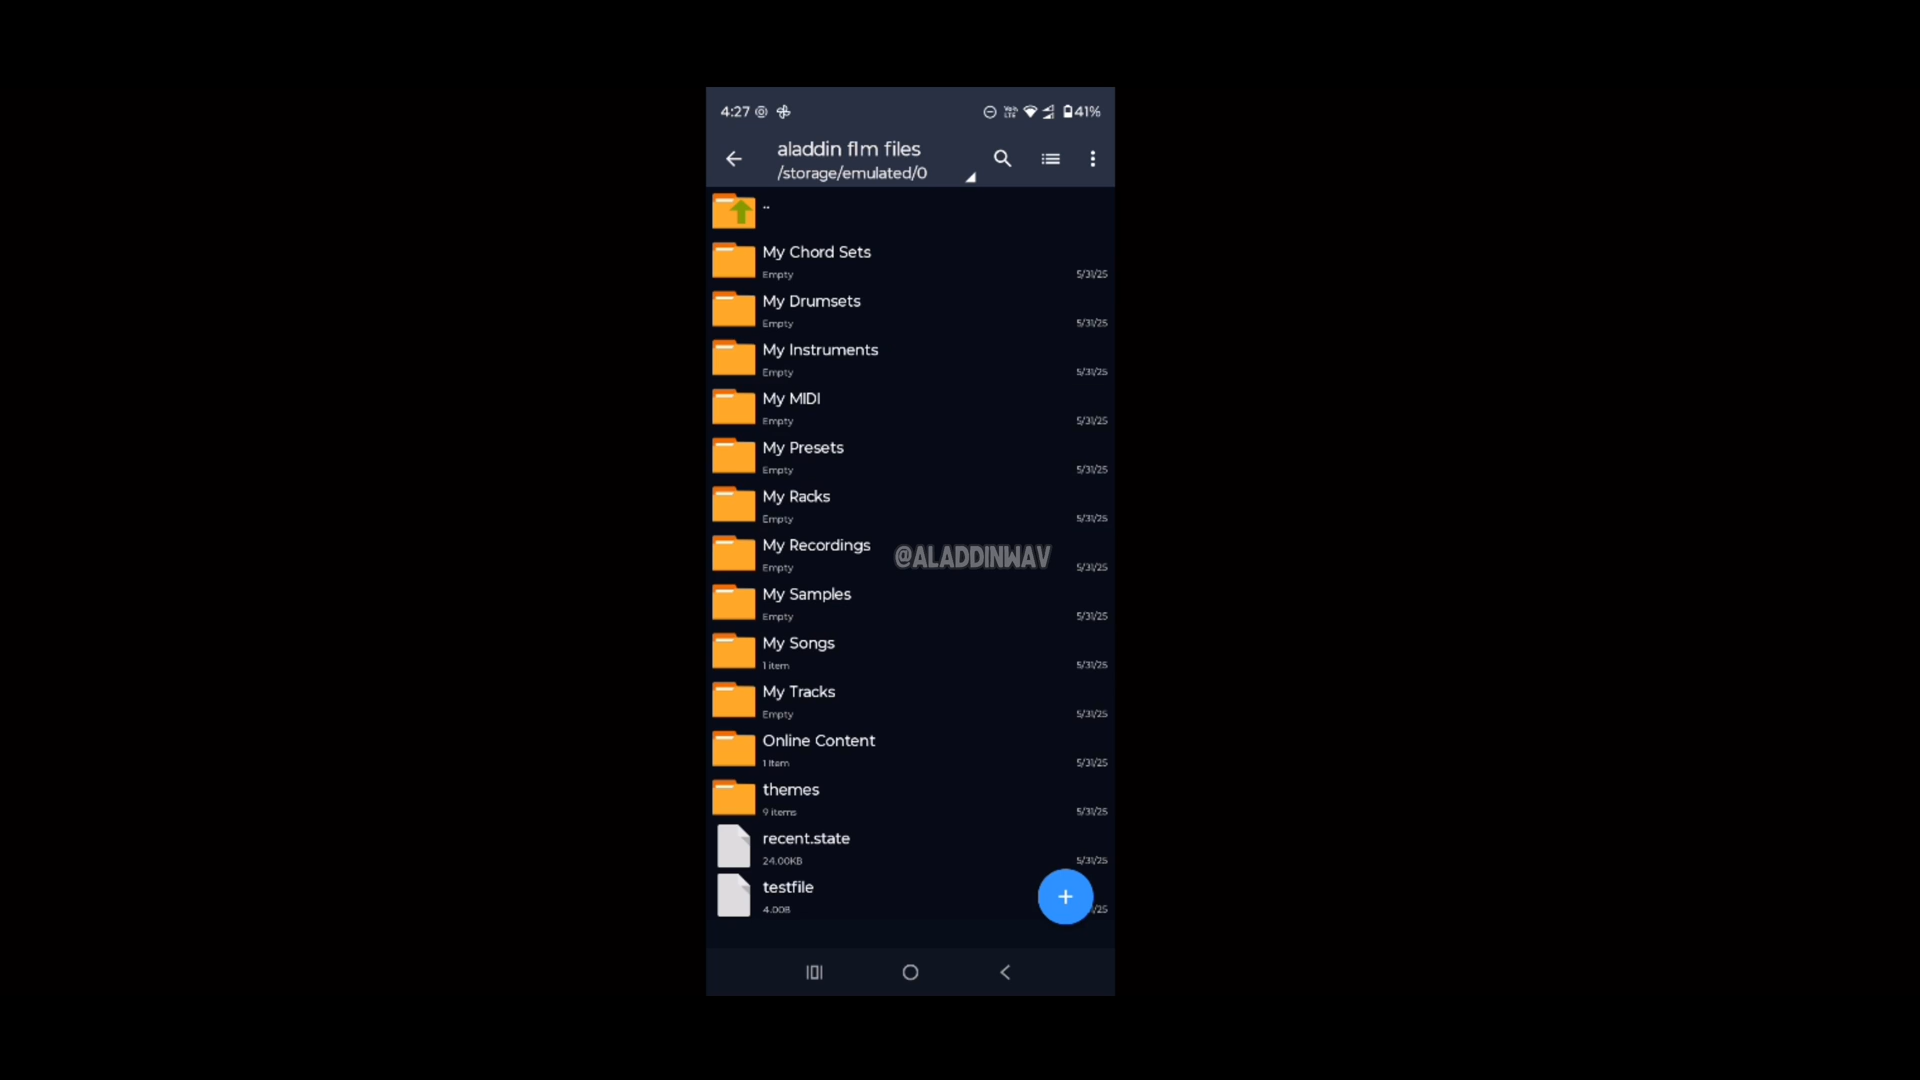 4:27 41%
aladdin flm files
/storage/emulated/0
..
My Chord Sets
Empty 5/31/25
My Drumsets
Empty 5/31/25
My Instruments
Empty 5/31/25
My MIDI
Empty 5/31/25
My Presets
Empty 5/31/25
My Racks
Empty 5/31/25
My Recordings
@ALADDINWAV
Empty 5/31/25
My Samples
Empty 5/31/25
My Songs
1 item 5/31/25
My Tracks
Empty 5/31/25
Online Content
1 item 5/31/25
themes
9 items 5/31/25
recent.state
24.00KB 5/31/25
testfile
4.00B /25